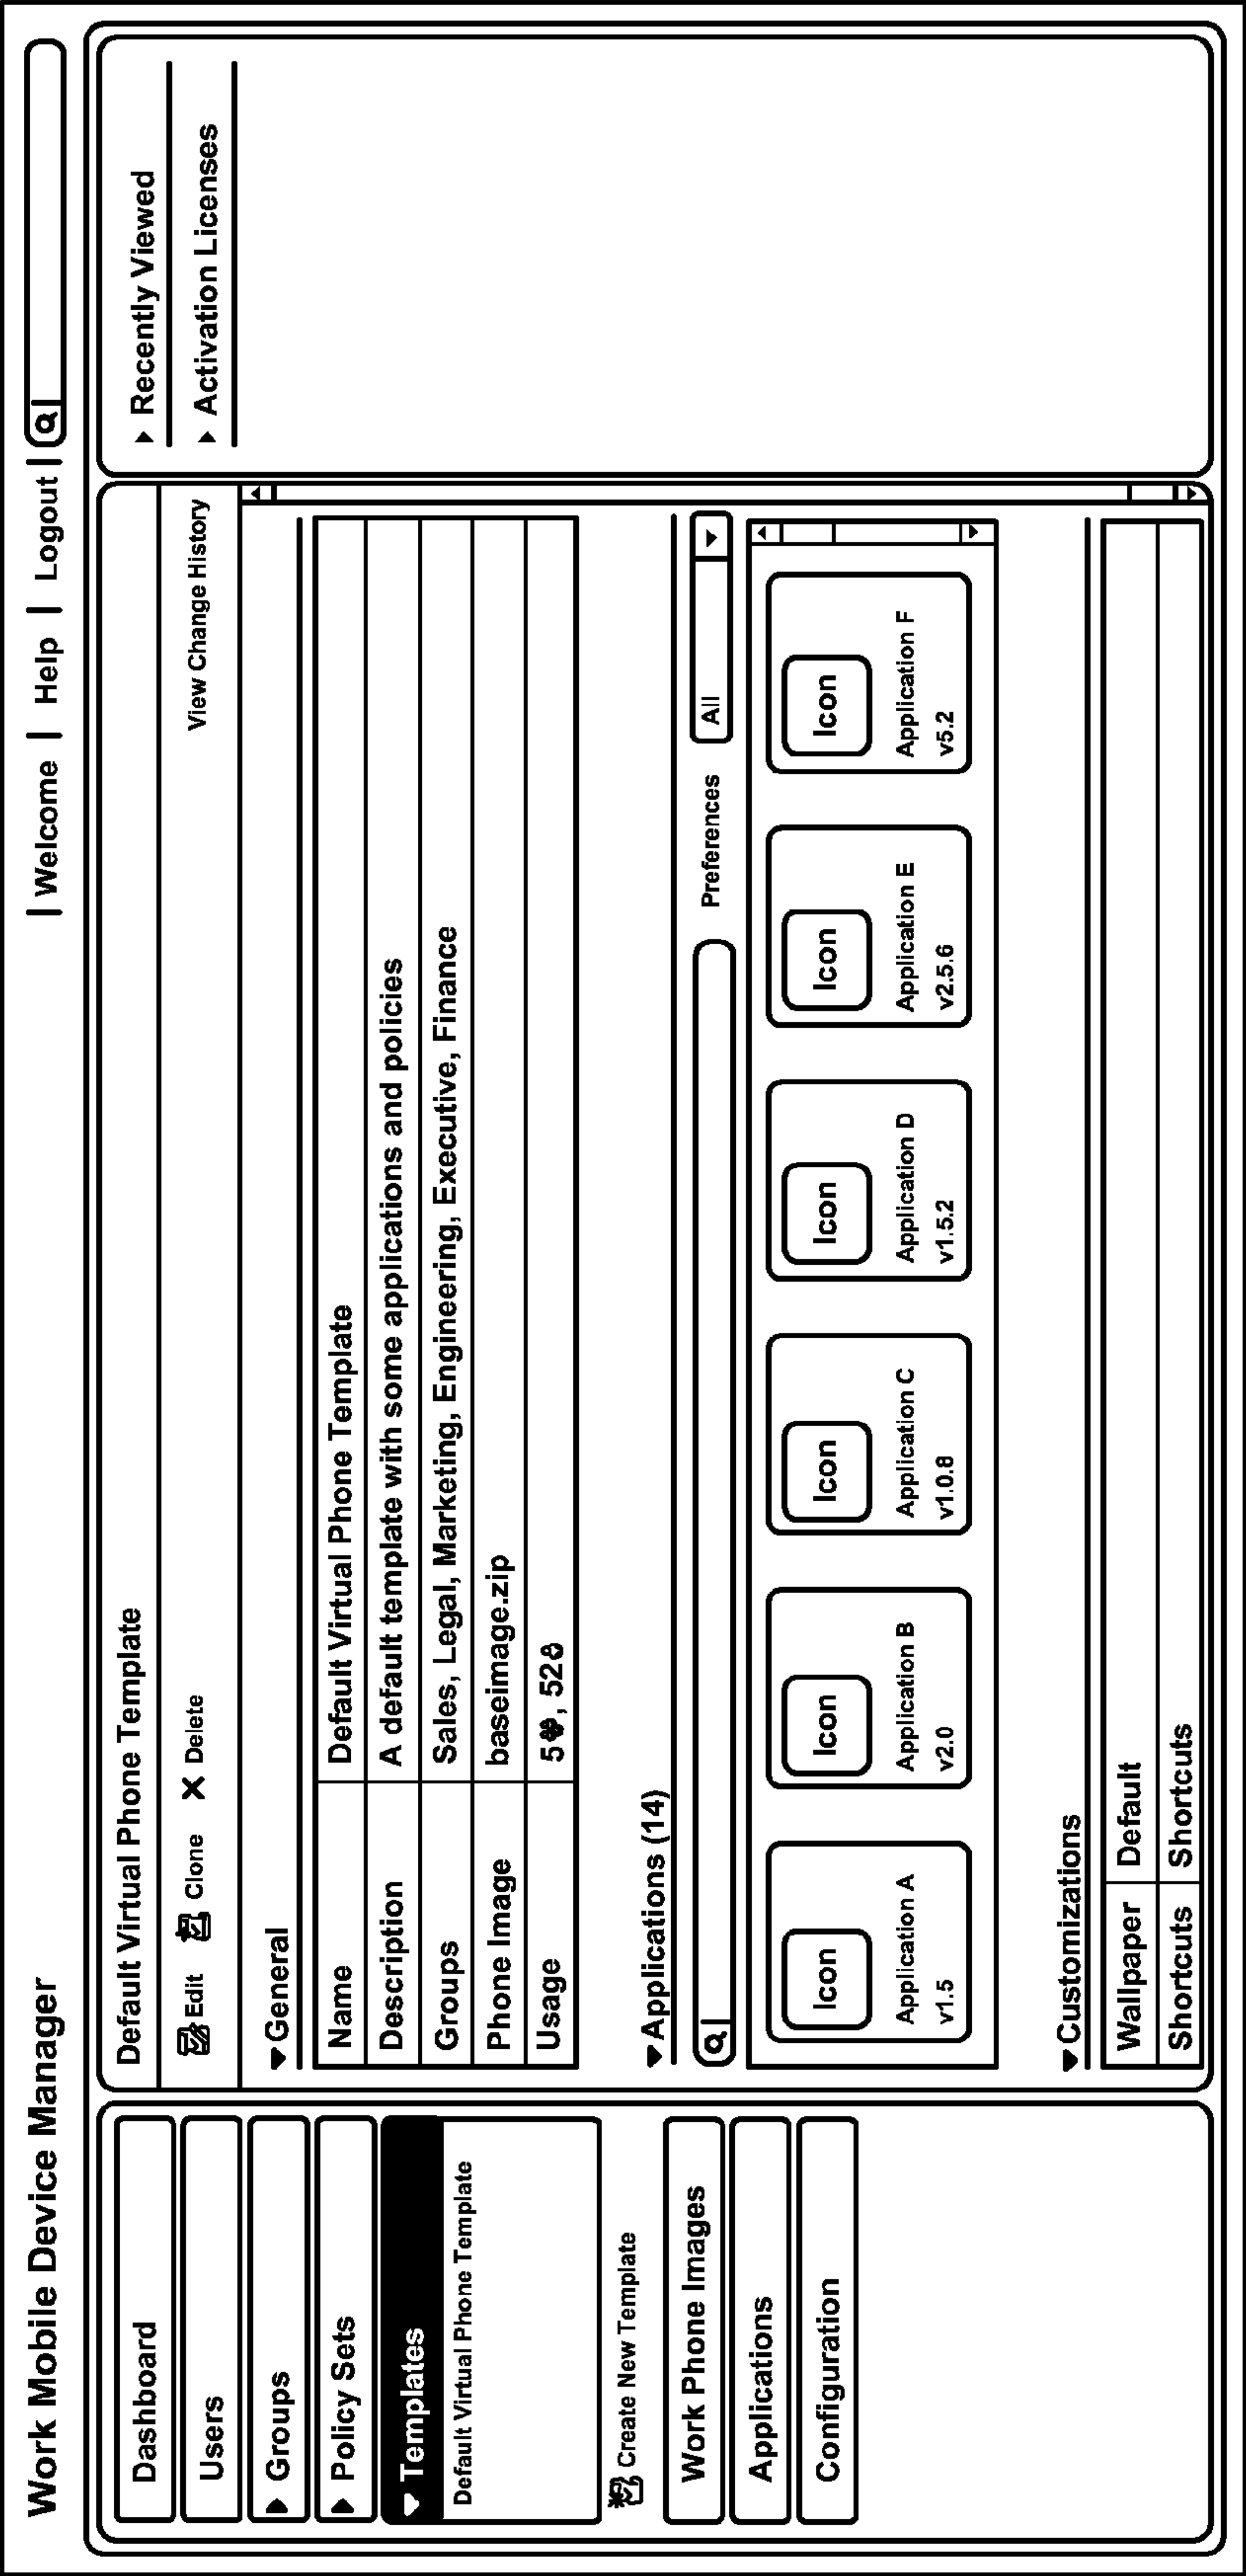 Work Mobile Device Manager
| Welcome | Help | Logout |
Dashboard
Users
Groups
Policy Sets
Templates
Default Virtual Phone Template
Create New Template
Work Phone Images
Applications
Configuration
Default Virtual Phone Template
Edit Clone Delete View Change History
General
Name Default Virtual Phone Template
Description A default template with some applications and policies
Groups Sales, Legal, Marketing, Engineering, Executive, Finance
Phone Image baseimage.zip
Usage 5, 52
Applications (14)
Preferences All
Icon Icon Icon Icon Icon Icon
Application A Application B Application C Application D Application E Application F
v1.5 v2.0 v1.0.8 v1.5.2 v2.5.6 v5.2
Customizations
Wallpaper Default
Shortcuts Shortcuts
Recently Viewed
Activation Licenses